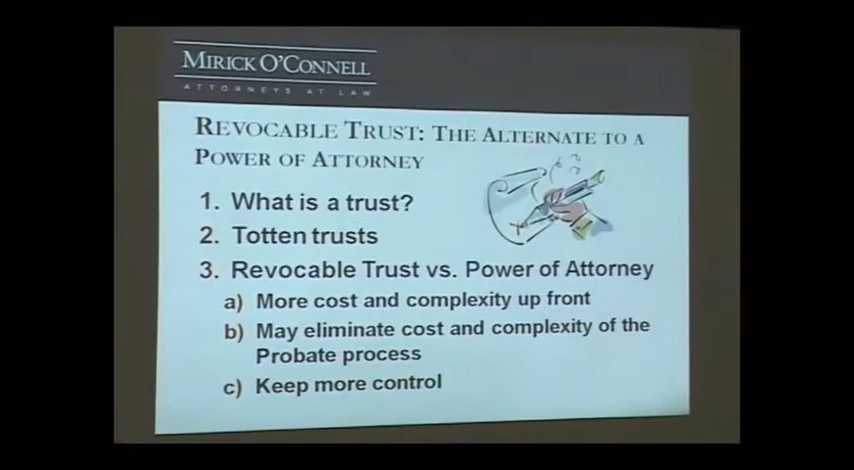 MIRICK O'CONNELL
ATTORNEYS AT LAW
REVOCABLE TRUST: THE ALTERNATE TO A
POWER OF ATTORNEY
1. What is a trust?
2. Totten trusts
3. Revocable Trust vs. Power of Attorney
a) More cost and complexity up front
b) May eliminate cost and complexity of the
Probate process
c) Keep more control